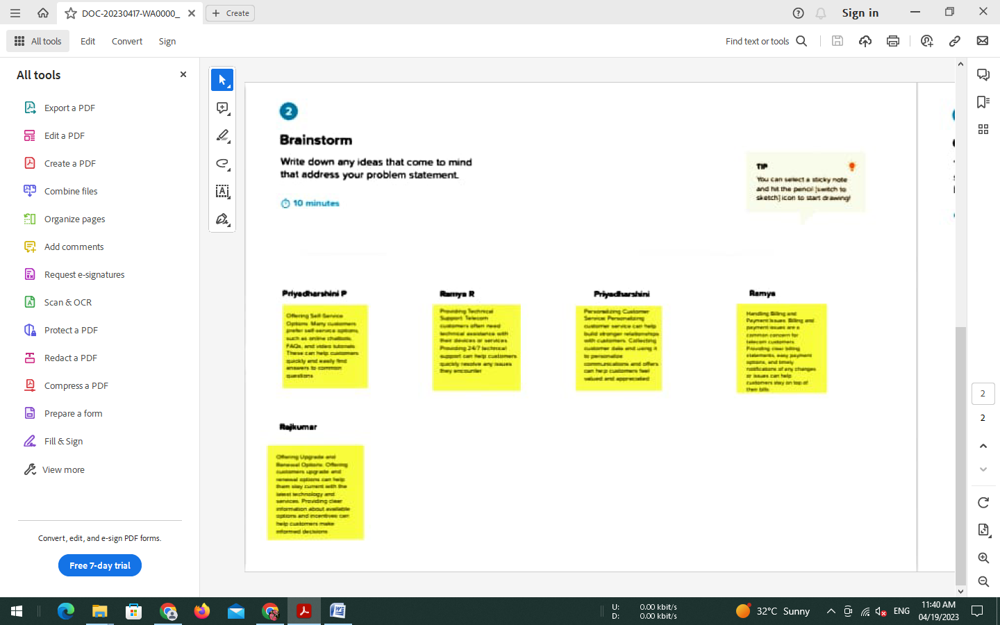 DOC-20230417-WA0000_
Create
Sign in
All tools
Edit
Convert
Sign
Find text or tools
All tools
Export a PDF
Edit a PDF
Create a PDF
Combine files
Organize pages
Add comments
Request e-signatures
Scan & OCR
Protect a PDF
Redact a PDF
Compress a PDF
Prepare a form
Fill & Sign
View more
Convert, edit, and e-sign PDF forms.
Free 7-day trial
2
Brainstorm
Write down any ideas that come to mind
that address your problem statement.
10 minutes
TIP
You can select a sticky note
and hit the pencil [switch to
sketch] icon to start drawing!
Priyadharshini P
Offering Self-Service
Options: Many customers
prefer self-service options,
such as online chatbots,
FAQs, and video tutorials.
These can help customers
quickly and easily find
answers to common
questions
Ramya R
Providing Technical
Support: Telecom
customers often need
technical assistance with
their devices or services.
Providing 24/7 technical
support can help customers
quickly resolve any issues
they encounter
Priyadharshini
Personalizing Customer
Service: Personalizing
customer service can help
build stronger relationships
with customers. Collecting
customer data and using it
to personalize
communications and offers
can help customers feel
valued and appreciated
Ramya
Handling Billing and
Payment Issues: Billing and
payment issues are a
common concern for
telecom customers.
Providing clear billing
statements, easy payment
options, and timely
notifications of any changes
or issues can help
customers stay on top of
their bills
Rajkumar
Offering Upgrade and
Renewal Options: Offering
customers upgrade and
renewal options can help
them stay current with the
latest technology and
services. Providing clear
information about available
options and incentives can
help customers make
informed decisions
2
2
U: 0.00 kbit/s
D: 0.00 kbit/s
32°C Sunny
ENG
11:40 AM
04/19/2023